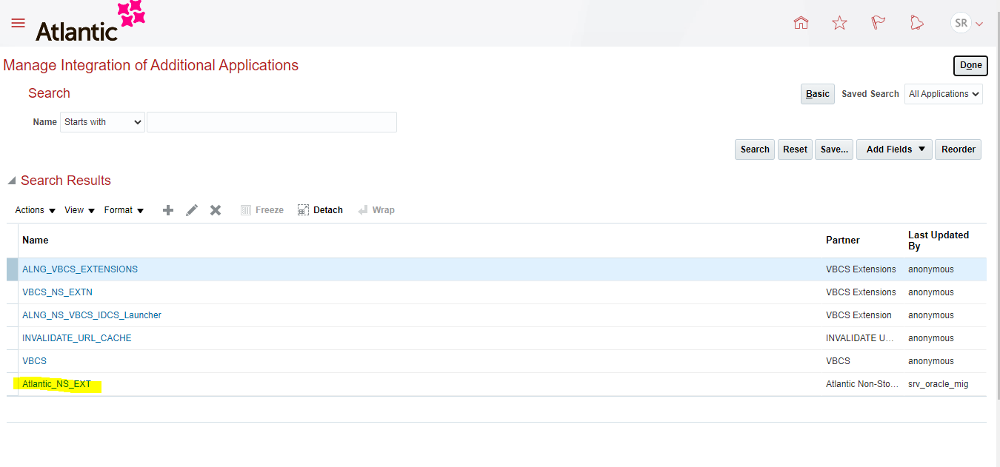 Atlantic
SR
Manage Integration of Additional Applications
Done
Search
Basic Saved Search All Applications
Name Starts with
Search Reset Save... Add Fields Reorder
Search Results
Actions View Format Freeze Detach Wrap
Name Partner Last Updated By
ALNG_VBCS_EXTENSIONS VBCS Extensions anonymous
VBCS_NS_EXTN VBCS Extensions anonymous
ALNG_NS_VBCS_IDCS_Launcher VBCS Extension anonymous
INVALIDATE_URL_CACHE INVALIDATE U... anonymous
VBCS VBCS anonymous
Atlantic_NS_EXT Atlantic Non-Sto... srv_oracle_mig